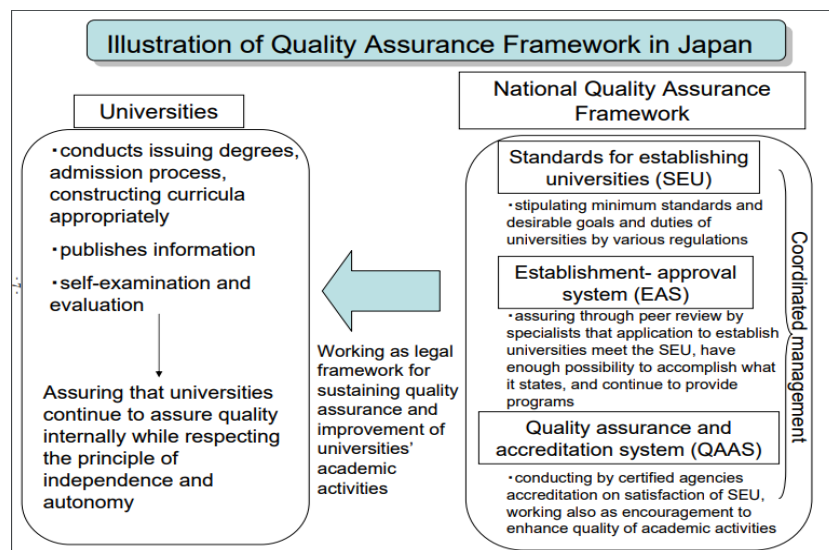 Illustration of Quality Assurance Framework in Japan
Universities
・conducts issuing degrees,
admission process,
constructing curricula
appropriately
・publishes information
・self-examination and
evaluation
Assuring that universities
continue to assure quality
internally while respecting
the principle of
independence and
autonomy
Working as legal
framework for
sustaining quality
assurance and
improvement of
universities’
academic
activities
National Quality Assurance
Framework
Standards for establishing
universities (SEU)
・stipulating minimum standards and
desirable goals and duties of
universities by various regulations
Establishment- approval
system (EAS)
・assuring through peer review by
specialists that application to establish
universities meet the SEU, have
enough possibility to accomplish what
it states, and continue to provide
programs
Quality assurance and
accreditation system (QAAS)
・conducting by certified agencies
accreditation on satisfaction of SEU,
working also as encouragement to
enhance quality of academic activities
Coordinated management